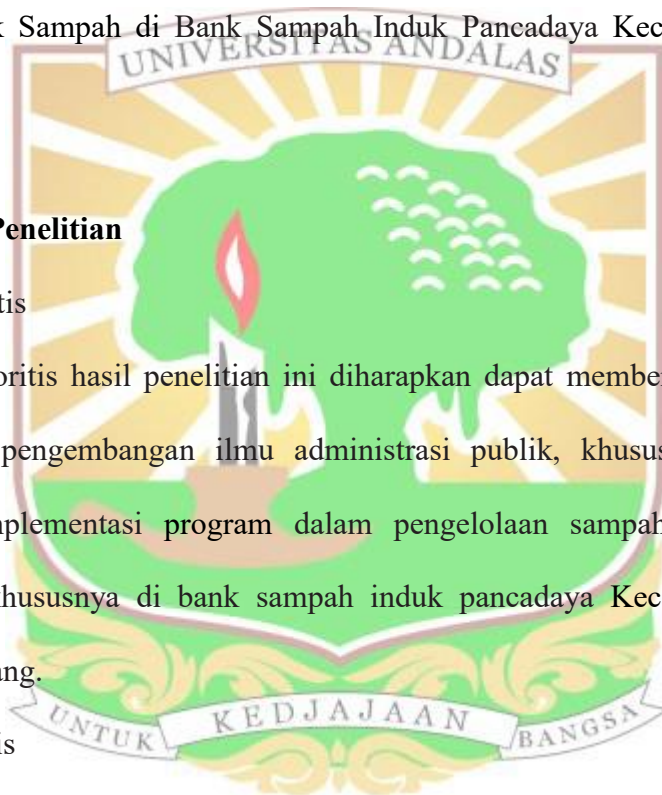 k Sampah di Bank Sampah Induk Pancadaya Kec
UNIVERSITAS ANDALAS
Penelitian
tis
oritis hasil penelitian ini diharapkan dapat member
pengembangan ilmu administrasi publik, khusus
mplementasi program dalam pengelolaan sampah
khususnya di bank sampah induk pancadaya Kec
ang.
UNTUK KEDJAJAAN BANGSA
is